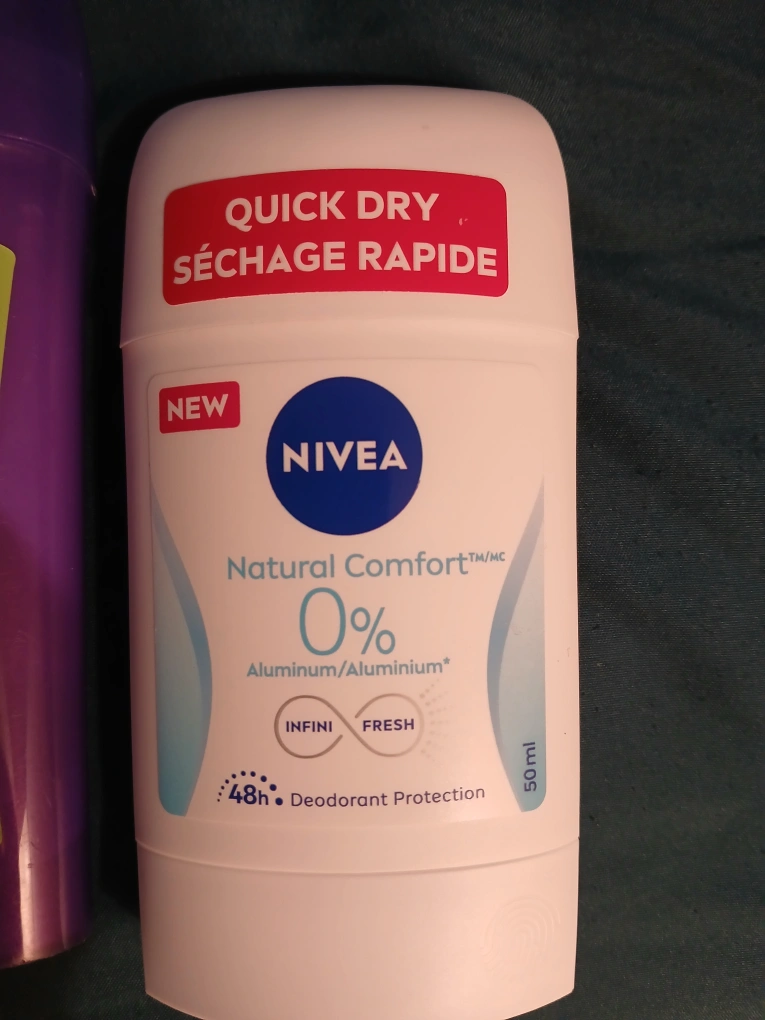 QUICK DRY
SÉCHAGE RAPIDE
NEW
NIVEA
Natural Comfort™/MC
0%
Aluminum/Aluminium*
INFINI FRESH
48h Deodorant Protection
50 ml